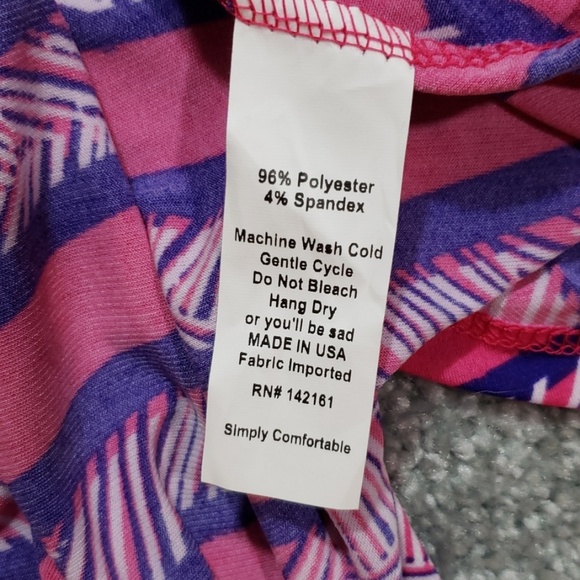 96% Polyester
4% Spandex
Machine Wash Cold
Gentle Cycle
Do Not Bleach
Hang Dry
or you'll be sad
MADE IN USA
Fabric Imported
RN# 142161
Simply Comfortable